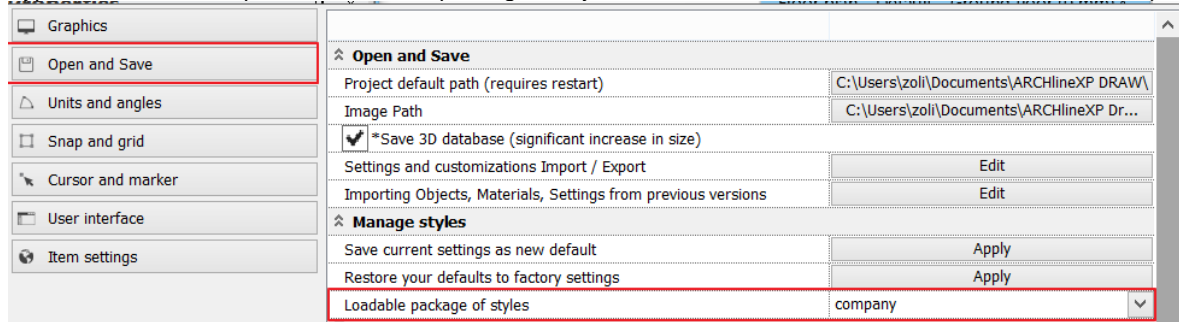 Graphics
Open and Save
Units and angles
Snap and grid
Cursor and marker
User interface
Item settings
Open and Save
Project default path (requires restart) C:\Users\zoli\Documents\ARCHlineXP DRAW\
Image Path C:\Users\zoli\Documents\ARCHlineXP Dr...
*Save 3D database (significant increase in size)
Settings and customizations Import / Export Edit
Importing Objects, Materials, Settings from previous versions Edit
Manage styles
Save current settings as new default Apply
Restore your defaults to factory settings Apply
Loadable package of styles company